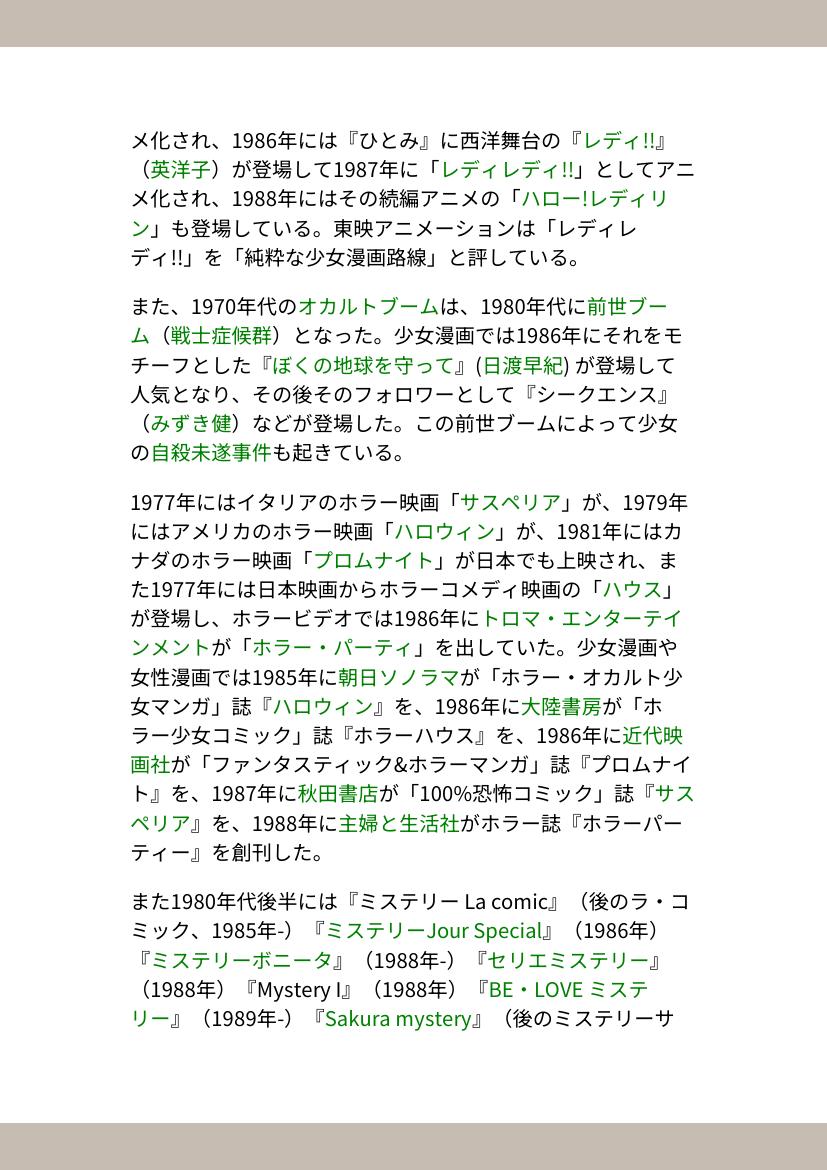 メ化され、1986年には『ひとみ』に西洋舞台の『レディ!!』
（英洋子）が登場して1987年に「レディレディ!!」としてアニ
メ化され、1988年にはその続編アニメの「ハロー!レディリ
ン」も登場している。東映アニメーションは「レディレ
ディ!!」を「純粋な少女漫画路線」と評している。
また、1970年代のオカルトブームは、1980年代に前世ブー
ム（戦士症候群）となった。少女漫画では1986年にそれをモ
チーフとした『ぼくの地球を守って』(日渡早紀) が登場して
人気となり、その後そのフォロワーとして『シークエンス』
（みずき健）などが登場した。この前世ブームによって少女
の自殺未遂事件も起きている。
1977年にはイタリアのホラー映画「サスペリア」が、1979年
にはアメリカのホラー映画「ハロウィン」が、1981年にはカ
ナダのホラー映画「プロムナイト」が日本でも上映され、ま
た1977年には日本映画からホラーコメディ映画の「ハウス」
が登場し、ホラービデオでは1986年にトロマ・エンターテイ
ンメントが「ホラー・パーティ」を出していた。少女漫画や
女性漫画では1985年に朝日ソノラマが「ホラー・オカルト少
女マンガ」誌『ハロウィン』を、1986年に大陸書房が「ホ
ラー少女コミック」誌『ホラーハウス』を、1986年に近代映
画社が「ファンタスティック&ホラーマンガ」誌『プロムナイ
ト』を、1987年に秋田書店が「100%恐怖コミック」誌『サス
ペリア』を、1988年に主婦と生活社がホラー誌『ホラーパー
ティー』を創刊した。
また1980年代後半には『ミステリー La comic』（後のラ・コ
ミック、1985年-）『ミステリーJour Special』（1986年）
『ミステリーボニータ』（1988年-）『セリエミステリー』
（1988年）『Mystery I』（1988年）『BE・LOVE ミステ
リー』（1989年-）『Sakura mystery』（後のミステリーサ